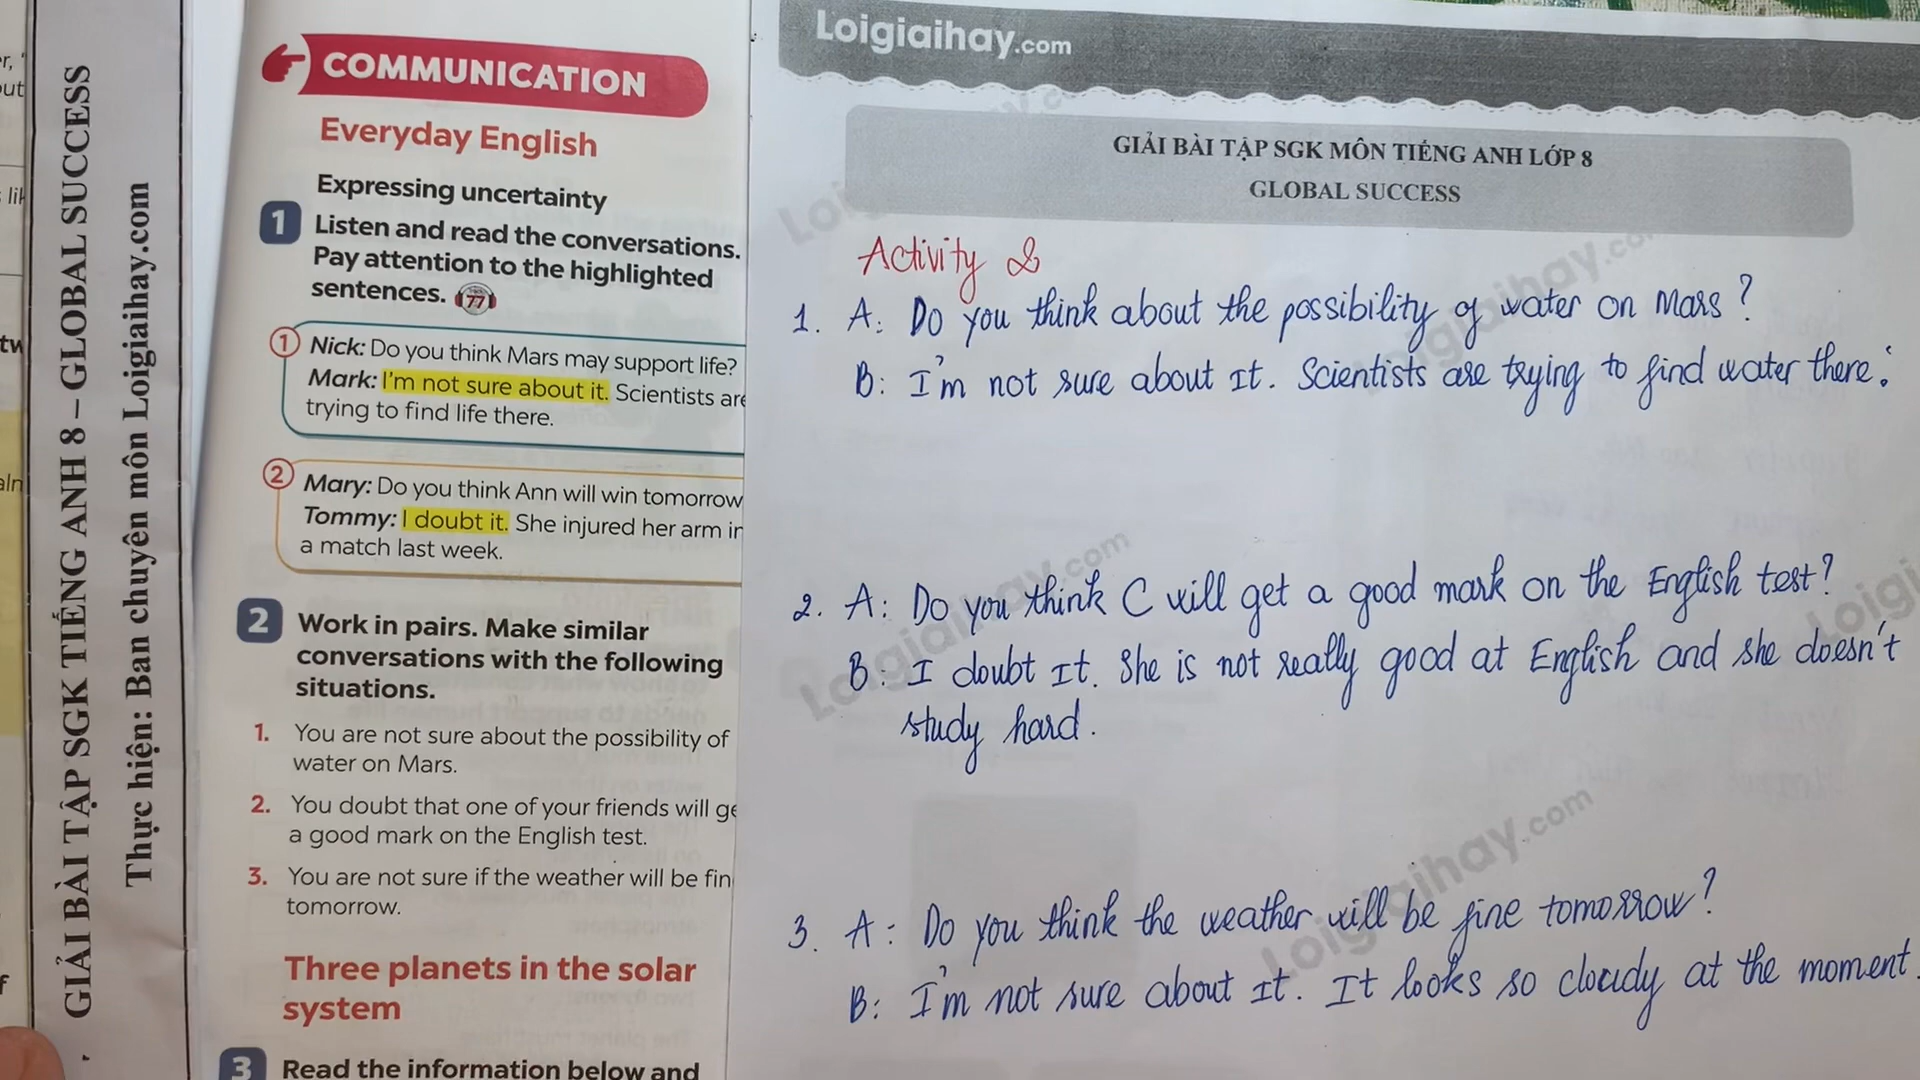 GIẢI BÀI TẬP SGK TIẾNG ANH 8 – GLOBAL SUCCESS
Thực hiện: Ban chuyên môn Loigiaihay.com
COMMUNICATION
Everyday English
Expressing uncertainty
1 Listen and read the conversations.
Pay attention to the highlighted
sentences. 77
1 Nick: Do you think Mars may support life?
Mark: I'm not sure about it. Scientists are
trying to find life there.
2 Mary: Do you think Ann will win tomorrow
Tommy: I doubt it. She injured her arm in
a match last week.
2 Work in pairs. Make similar
conversations with the following
situations.
1. You are not sure about the possibility of
water on Mars.
2. You doubt that one of your friends will ge
a good mark on the English test.
3. You are not sure if the weather will be fin
tomorrow.
Three planets in the solar
system
3 Read the information below and
Loigiaihay.com
GIẢI BÀI TẬP SGK MÔN TIẾNG ANH LỚP 8
GLOBAL SUCCESS
Activity 2
1. A: Do you think about the possibility of water on Mars?
B: I'm not sure about it. Scientists are trying to find water there.
2. A: Do you think C will get a good mark on the English test?
B: I doubt it. She is not really good at English and she doesn't
study hard.
3. A: Do you think the weather will be fine tomorrow?
B: I'm not sure about it. It looks so cloudy at the moment.